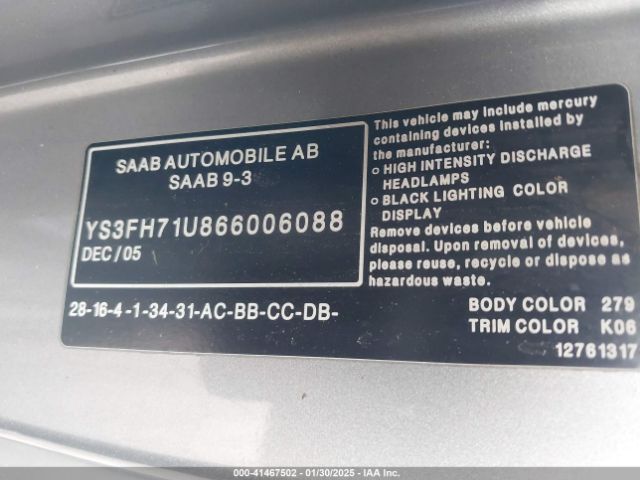 SAAB AUTOMOBILE AB
SAAB 9-3
YS3FH71U866006088
DEC/05
28-16-4-1-34-31-AC-BB-CC-DB-
This vehicle may include mercury
containing devices installed by
the manufacturer:
o HIGH INTENSITY DISCHARGE
HEADLAMPS
o BLACK LIGHTING COLOR
DISPLAY
Remove devices before vehicle
disposal. Upon removal of devices,
please reuse, recycle or dispose as
hazardous waste.
BODY COLOR 279
TRIM COLOR K06
12761317
000-41467502 - 01/30/2025 - IAA Inc.